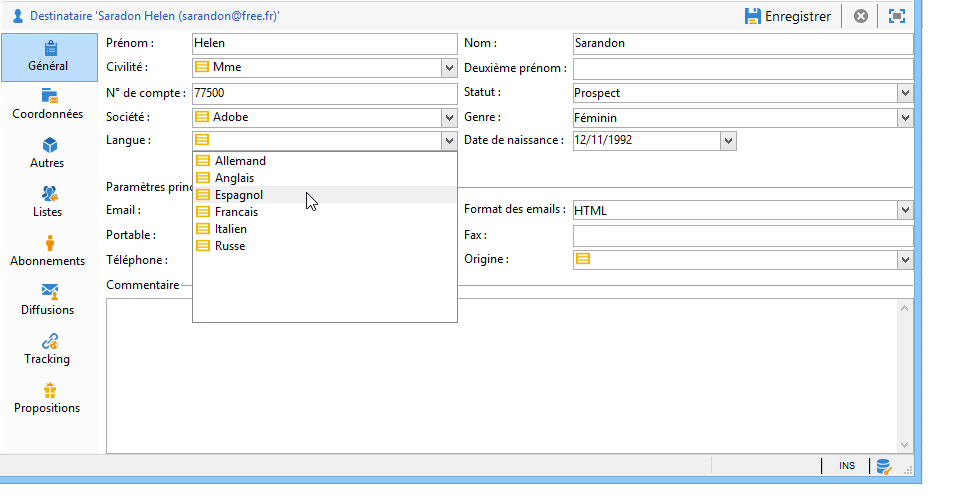 Destinataire 'Saradon Helen (sarandon@free.fr)'
Enregistrer
Général
Coordonnées
Autres
Listes
Abonnements
Diffusions
Tracking
Propositions
Prénom : Helen
Nom : Sarandon
Civilité : Mme
Deuxième prénom :
N° de compte : 77500
Statut : Prospect
Société : Adobe
Genre : Féminin
Langue :
Date de naissance : 12/11/1992
Allemand
Anglais
Espagnol
Francais
Italien
Russe
Paramètres princ
Email :
Format des emails : HTML
Portable :
Fax :
Téléphone :
Origine :
Commentaire
INS